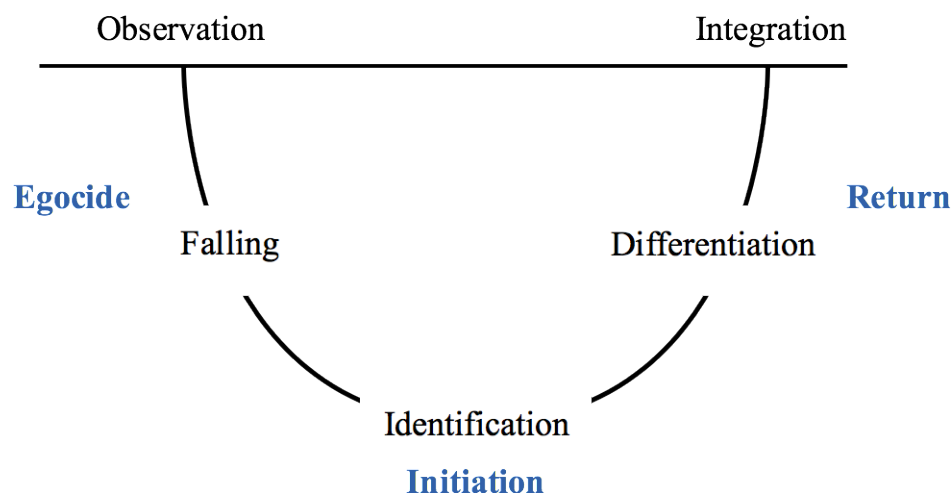 Observation
Integration
Egocide
Return
Falling
Differentiation
Identification
Initiation